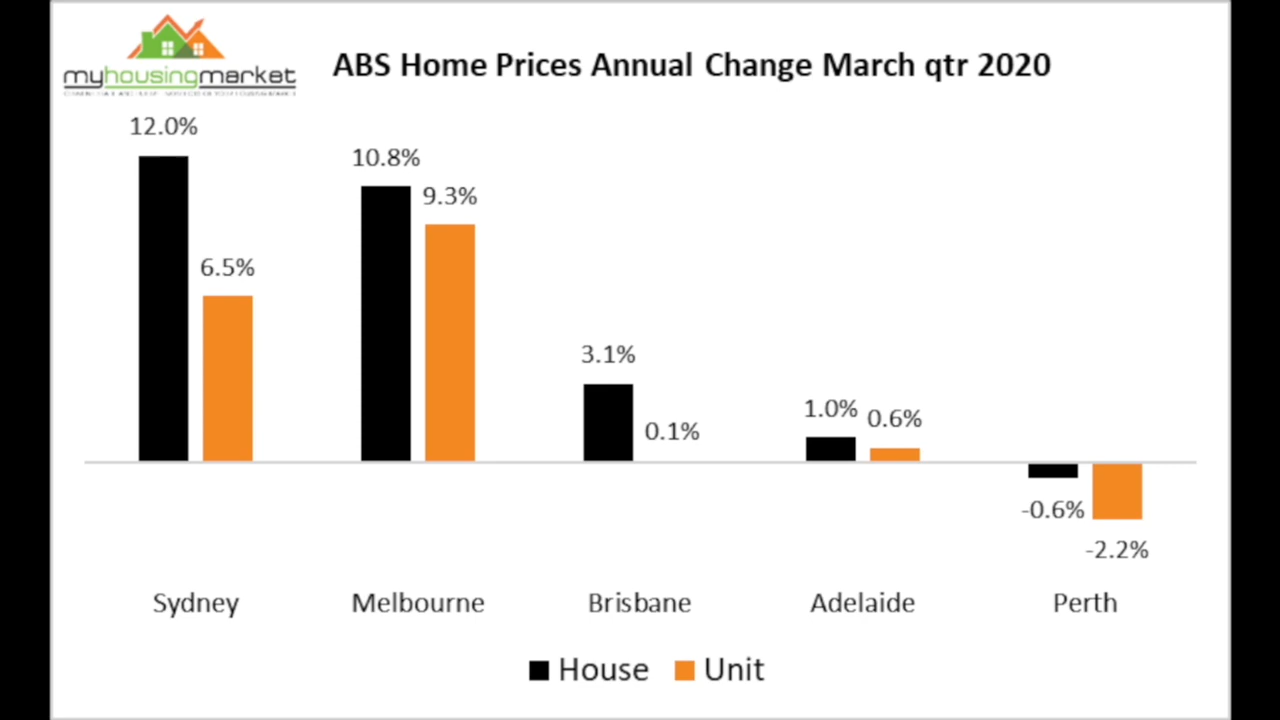 myhousingmarket
ABS Home Prices Annual Change March qtr 2020
12.0%
10.8%
9.3%
6.5%
3.1%
0.1%
1.0%
0.6%
-0.6%
-2.2%
Sydney Melbourne Brisbane Adelaide Perth
House Unit